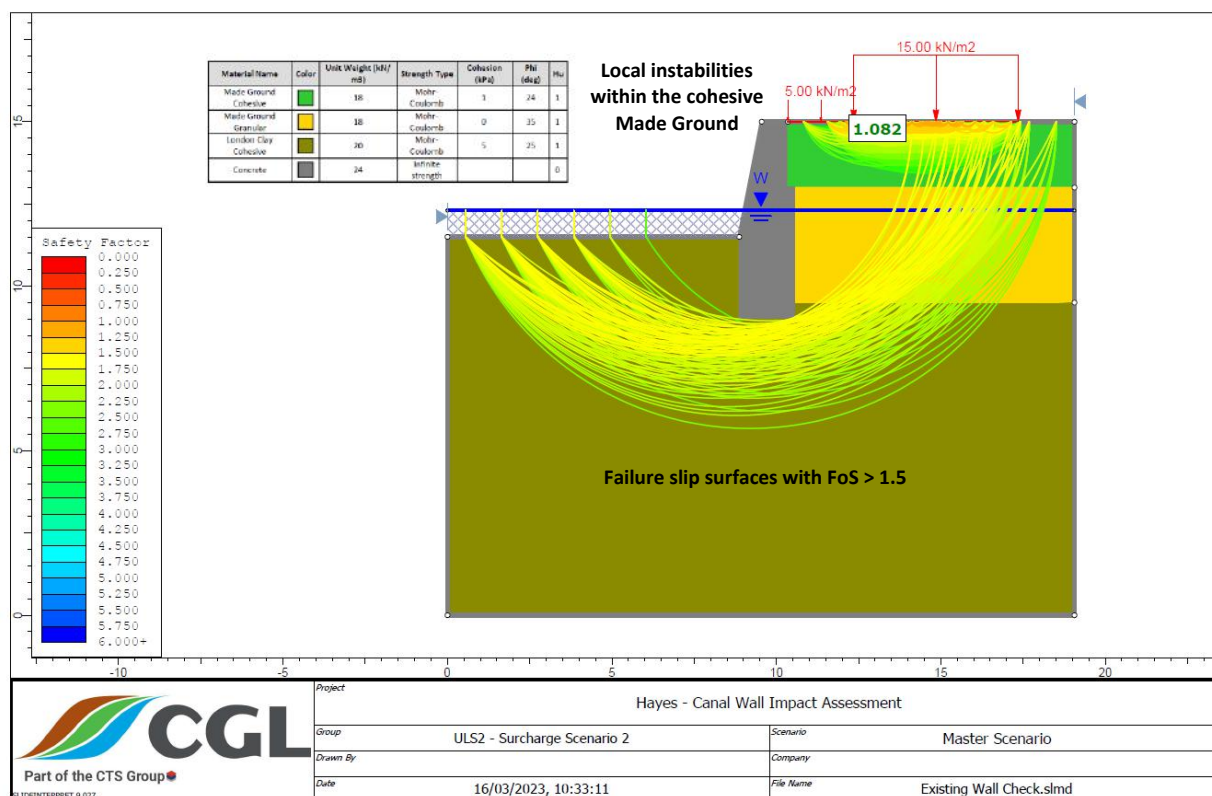 15.00 kN/m2
Material Name Color Unit Weight (kN/ m3) Strength Type Cohesion (kPa) Phi (deg) Hu
Made Ground Cohesive 18 Mohr- Coulomb 1 24 1
Made Ground Granular 18 Mohr- Coulomb 0 35 1
London Clay Cohesive 20 Mohr- Coulomb 5 25 1
Concrete 24 Infinite strength 0
Local instabilities
within the cohesive
Made Ground
5.00 kN/m2
1.082
W
15
10
5
0
Safety Factor
0.000
0.250
0.500
0.750
1.000
1.250
1.500
1.750
2.000
2.250
2.500
2.750
3.000
3.250
3.500
3.750
4.000
4.250
4.500
4.750
5.000
5.250
5.500
5.750
6.000+
Failure slip surfaces with FoS > 1.5
-10 -5 0 5 10 15 20
CGL
Part of the CTS Group
SLIDEINTERPRET 9.027
Project
Hayes - Canal Wall Impact Assessment
Group ULS2 - Surcharge Scenario 2 Scenario Master Scenario
Drawn By Company
Date 16/03/2023, 10:33:11 File Name Existing Wall Check.slmd